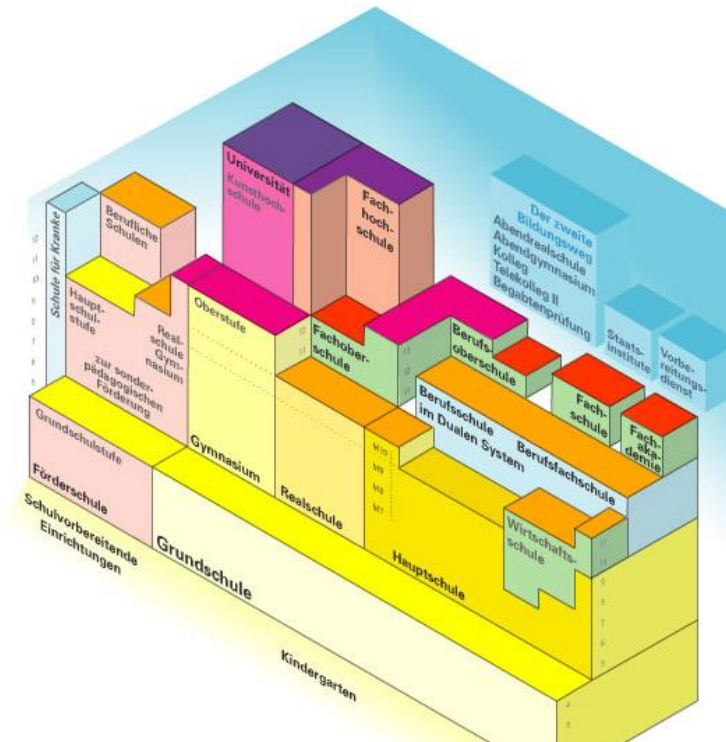 Universität
Kunsthoch-
schule
Fach-
hoch-
schule
Der zweite
Bildungsweg
Abendrealschule
Abendgymnasium
Kolleg
Telekolleg II
Begabtenprüfung
Staats-
institute
Vorbe-
reitungs-
dienst
Schule für Kranke
Berufliche
Schulen
Haupt-
schul-
stufe
Real-
schule
Gym-
nasium
zur sonder-
pädagogischen
Förderung
Oberstufe
Fachober-
schule
Berufs-
oberschule
Fach-
schule
Fach-
aka-
demie
Berufsschule Berufsfachschule
im Dualen System
Grundschulstufe
Förderschule
Gymnasium
Realschule
M10
M9
M8
M7
Hauptschule
Wirtschafts-
schule
Schulvorbereitende
Einrichtungen
Grundschule
Kindergarten